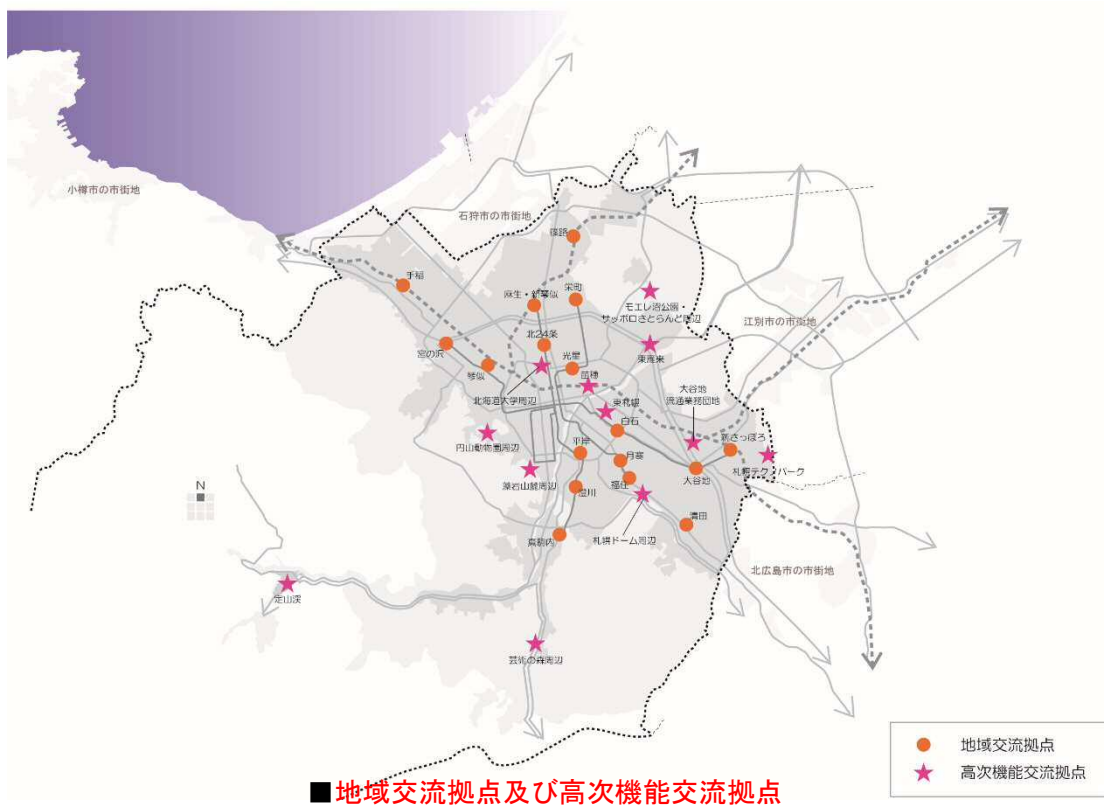 小樽市の市街地
石狩市の市街地
篠路
手稲
麻生・新琴似
栄町
モエレ沼公園・
サッポロさとらんど周辺
江別市の市街地
北24条
宮の沢
光星
東雁来
琴似
苗穂
北海道大学周辺
東札幌
大谷地
流通業務団地
白石
円山動物園周辺
平岸
新さっぽろ
月寒
札幌テクノパーク
藻岩山麓周辺
大谷地
福住
澄川
N
清田
真駒内
札幌ドーム周辺
北広島市の市街地
定山渓
芸術の森周辺
地域交流拠点
高次機能交流拠点
■地域交流拠点及び高次機能交流拠点